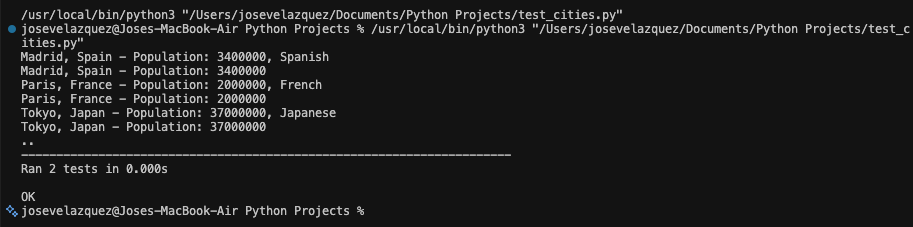 /usr/local/bin/python3 "/Users/josevelazquez/Documents/Python Projects/test_cities.py"
josevelazquez@Joses-MacBook-Air Python Projects % /usr/local/bin/python3 "/Users/josevelazquez/Documents/Python Projects/test_c
ities.py"
Madrid, Spain - Population: 3400000, Spanish
Madrid, Spain - Population: 3400000
Paris, France - Population: 2000000, French
Paris, France - Population: 2000000
Tokyo, Japan - Population: 37000000, Japanese
Tokyo, Japan - Population: 37000000
..
----------------------------------------------------------------------
Ran 2 tests in 0.000s
OK
josevelazquez@Joses-MacBook-Air Python Projects %